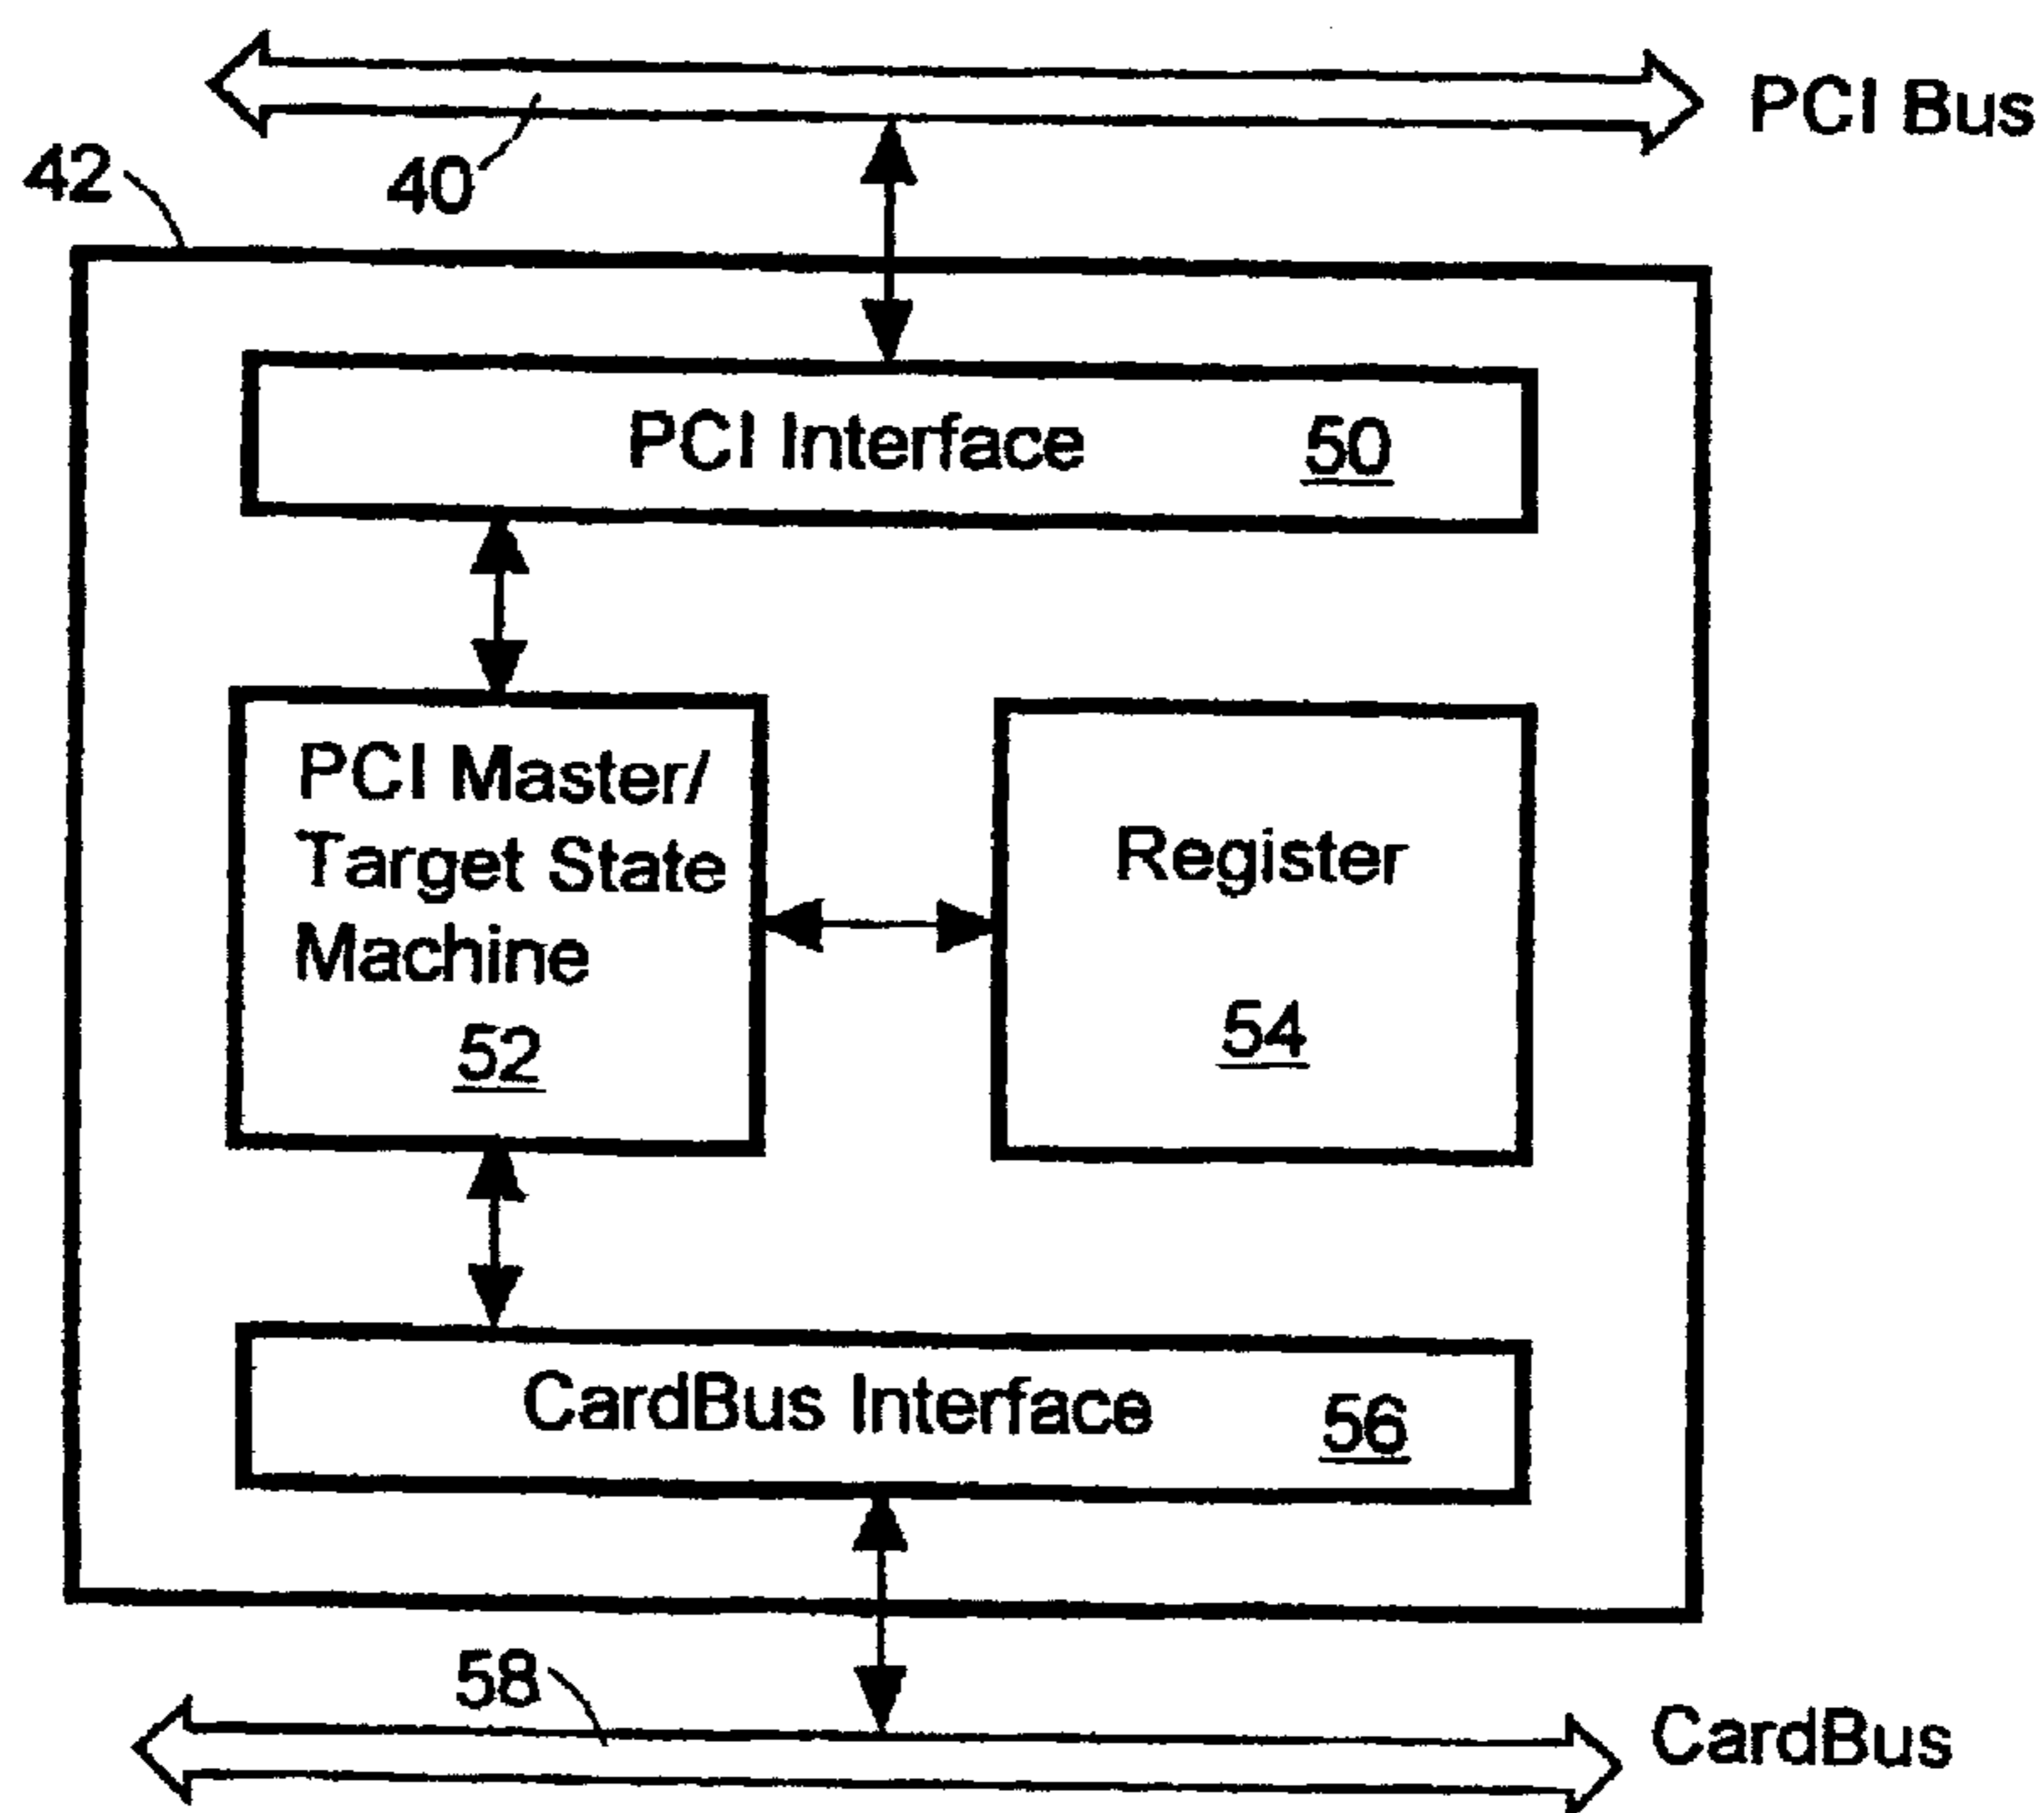 PCI Bus
40
42
PCI Interface 50
PCI Master/
Target State
Machine
52
Register
54
CardBus Interface 56
58
CardBus